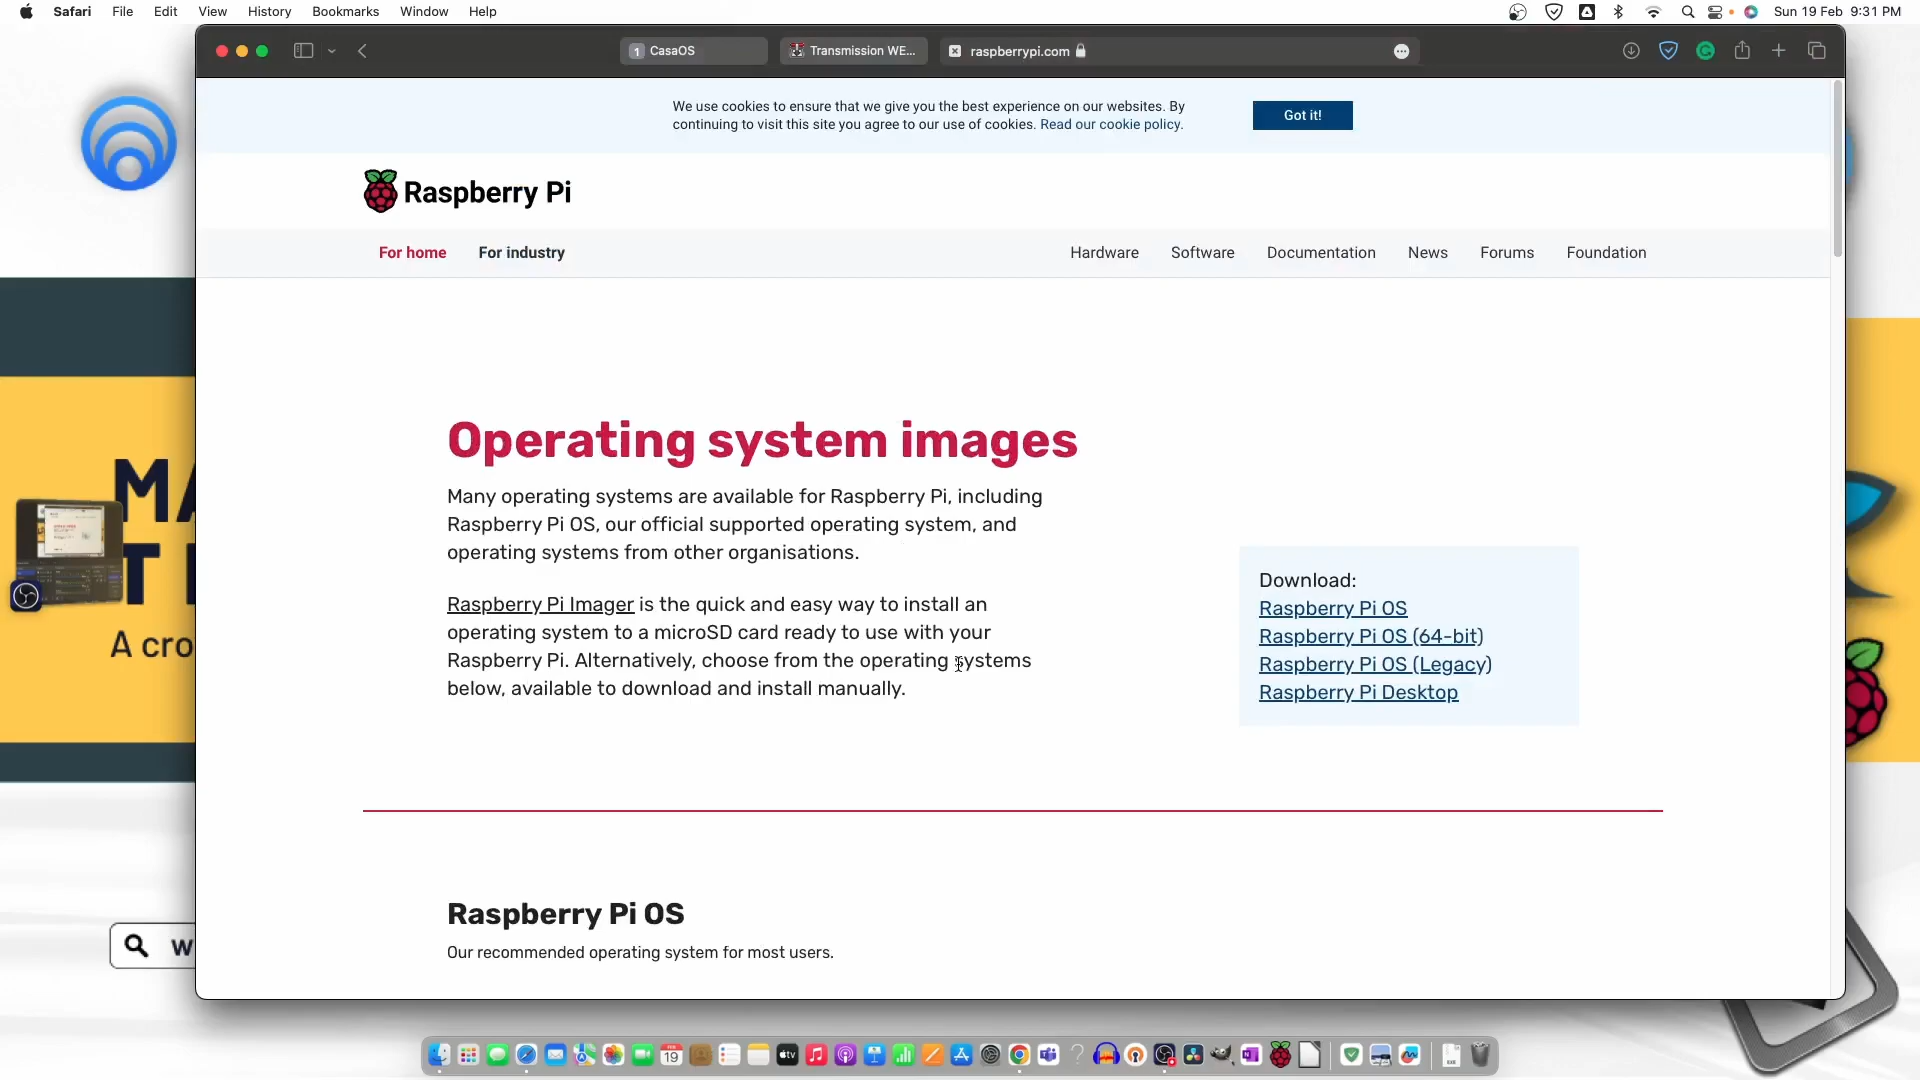 Safari File Edit View History Bookmarks Window Help
Sun 19 Feb 9:31 PM
1 CasaOS
Transmission WE...
raspberrypi.com
We use cookies to ensure that we give you the best experience on our websites. By
continuing to visit this site you agree to our use of cookies. Read our cookie policy.
Got it!
Raspberry Pi
For home For industry Hardware Software Documentation News Forums Foundation
Operating system images
Many operating systems are available for Raspberry Pi, including
Raspberry Pi OS, our official supported operating system, and
operating systems from other organisations.
Raspberry Pi Imager is the quick and easy way to install an
operating system to a microSD card ready to use with your
Raspberry Pi. Alternatively, choose from the operating systems
below, available to download and install manually.
Download:
Raspberry Pi OS
Raspberry Pi OS (64-bit)
Raspberry Pi OS (Legacy)
Raspberry Pi Desktop
Raspberry Pi OS
Our recommended operating system for most users.
MA
T
A cro
W
19